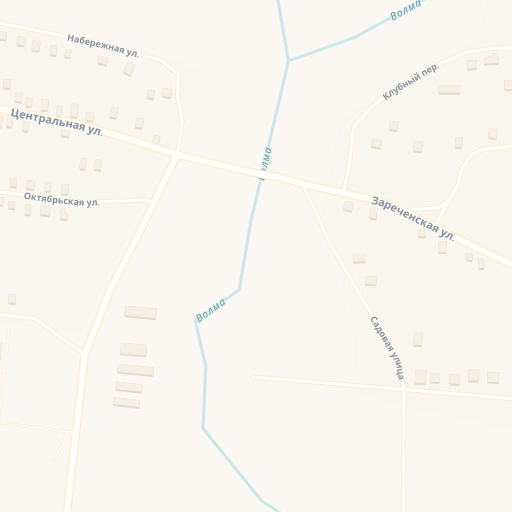 Волма
Набережная ул.
Клубный пер.
Центральная ул.
Волма
Октябрьская ул.
Зареченская ул.
Волма
Садовая улица